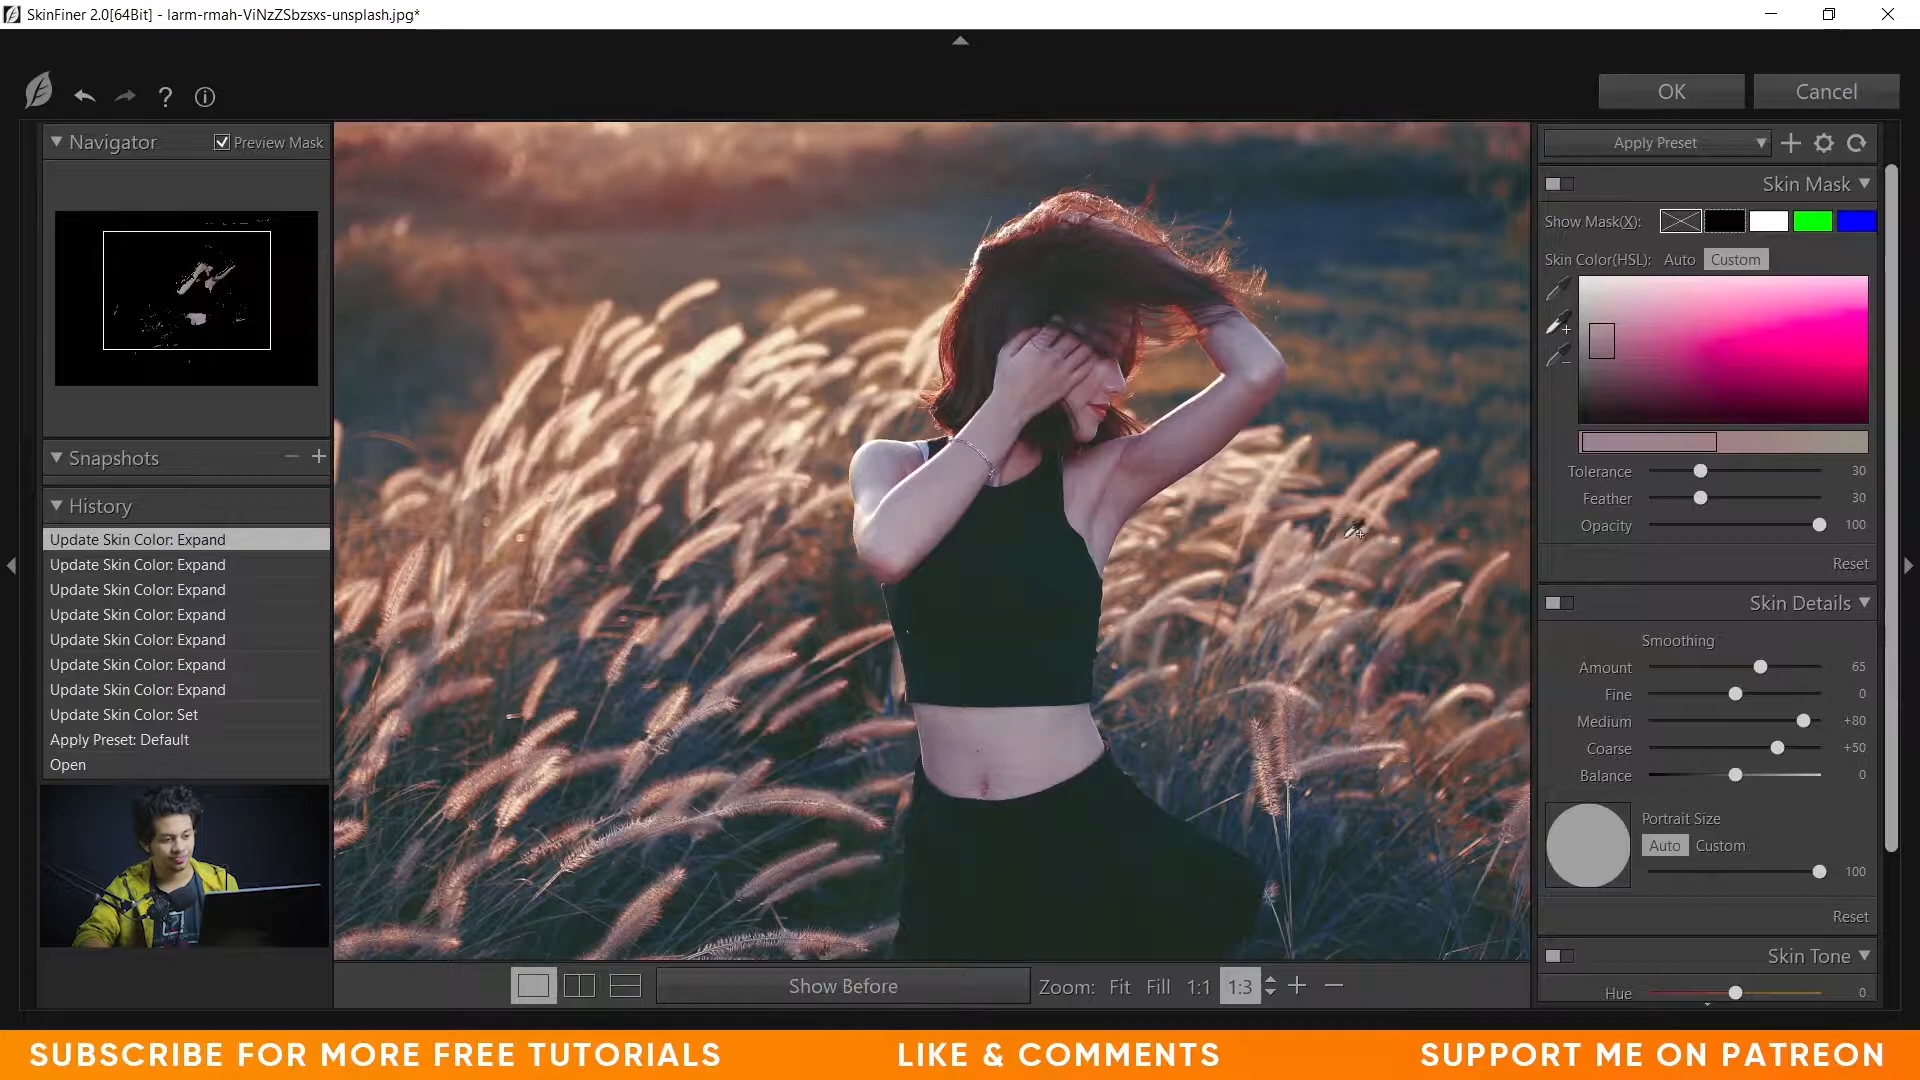 SkinFiner 2.0[64Bit] - larm-rmah-ViNzZSbzsxs-unsplash.jpg*
OK
Cancel
Navigator
Preview Mask
Snapshots
History
Update Skin Color: Expand
Update Skin Color: Expand
Update Skin Color: Expand
Update Skin Color: Expand
Update Skin Color: Expand
Update Skin Color: Expand
Update Skin Color: Expand
Update Skin Color: Set
Apply Preset: Default
Open
Show Before
Zoom: Fit Fill 1:1 1:3
Apply Preset
Skin Mask
Show Mask(X):
Skin Color(HSL): Auto Custom
Tolerance 30
Feather 30
Opacity 100
Reset
Skin Details
Smoothing
Amount 65
Fine 0
Medium +80
Coarse +50
Balance 0
Portrait Size
Auto Custom
100
Reset
Skin Tone
Hue 0
SUBSCRIBE FOR MORE FREE TUTORIALS
LIKE & COMMENTS
SUPPORT ME ON PATREON